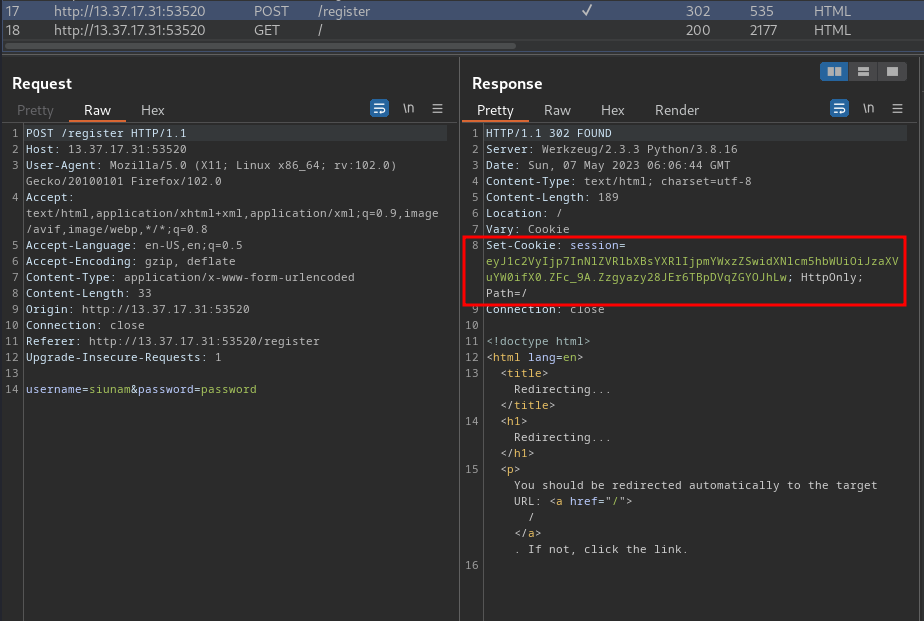 17 http://13.37.17.31:53520 POST /register ✓ 302 535 HTML
18 http://13.37.17.31:53520 GET / 200 2177 HTML
Request
Pretty Raw Hex \n
1 POST /register HTTP/1.1
2 Host: 13.37.17.31:53520
3 User-Agent: Mozilla/5.0 (X11; Linux x86_64; rv:102.0)
Gecko/20100101 Firefox/102.0
4 Accept:
text/html,application/xhtml+xml,application/xml;q=0.9,image
/avif,image/webp,*/*;q=0.8
5 Accept-Language: en-US,en;q=0.5
6 Accept-Encoding: gzip, deflate
7 Content-Type: application/x-www-form-urlencoded
8 Content-Length: 33
9 Origin: http://13.37.17.31:53520
10 Connection: close
11 Referer: http://13.37.17.31:53520/register
12 Upgrade-Insecure-Requests: 1
13
14 username=siunam&password=password
Response
Pretty Raw Hex Render \n
1 HTTP/1.1 302 FOUND
2 Server: Werkzeug/2.3.3 Python/3.8.16
3 Date: Sun, 07 May 2023 06:06:44 GMT
4 Content-Type: text/html; charset=utf-8
5 Content-Length: 189
6 Location: /
7 Vary: Cookie
8 Set-Cookie: session=
eyJ1c2VyIjp7InNlZVRlbXBsYXRlIjpmYWxzZSwidXNlcm5hbWUiOiJzaXV
uYW0ifX0.ZFc_9A.Zzgyazy28JEr6TBpDVqZGYOJhLw; HttpOnly;
Path=/
9 Connection: close
10
11 <!doctype html>
12 <html lang=en>
13 <title>
Redirecting...
</title>
14 <h1>
Redirecting...
</h1>
15 <p>
You should be redirected automatically to the target
URL: <a href="/">
/
</a>
. If not, click the link.
16